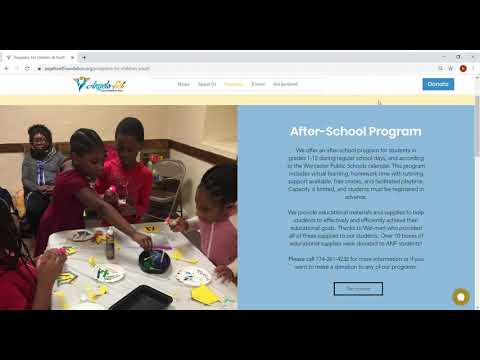 Programs for children & Youth
angelsnetfoundation.org/programs-for-children-youth
Angels-Net
Home About Us Programs Events Get Involved
Donate
After-School Program
We offer an after-school program for students in
grades 1-12 during regular school days, and according
to the Worcester Public Schools calendar. This program
includes virtual learning, homework time with tutoring
support available, free snacks, and facilitated playtime.
Capacity is limited, and students must be registered in
advance.
We provide educational materials and supplies to help
students to effectively and efficiently achieve their
educational goals. Thanks to Wal-mart who provided
all of these supplies to our students. Over 10 boxes of
educational supplies were donated to ANF students!
Please call 774-261-4232 for more information or if you
want to make a donation to any of our programs.